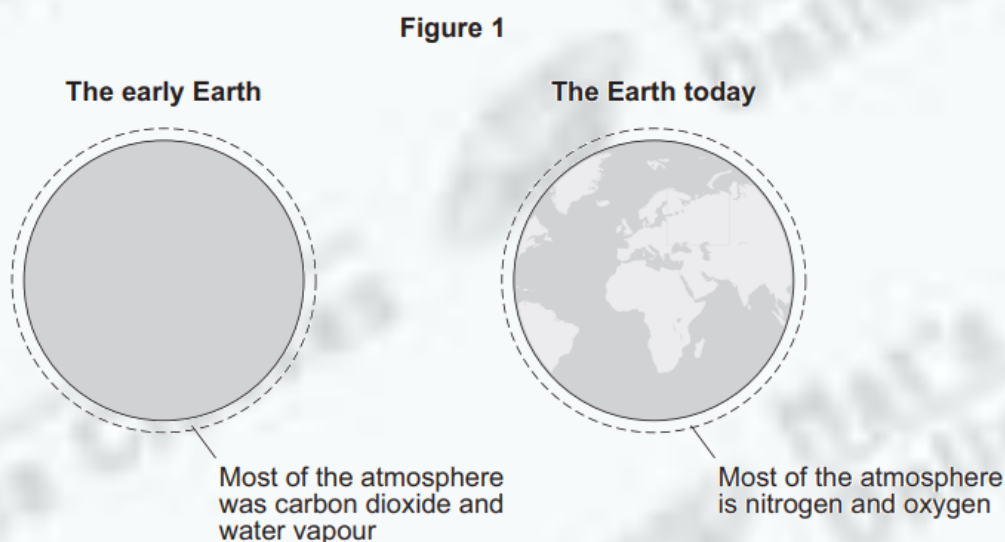 Figure 1
The early Earth
The Earth today
Most of the atmosphere
was carbon dioxide and
water vapour
Most of the atmosphere
is nitrogen and oxygen